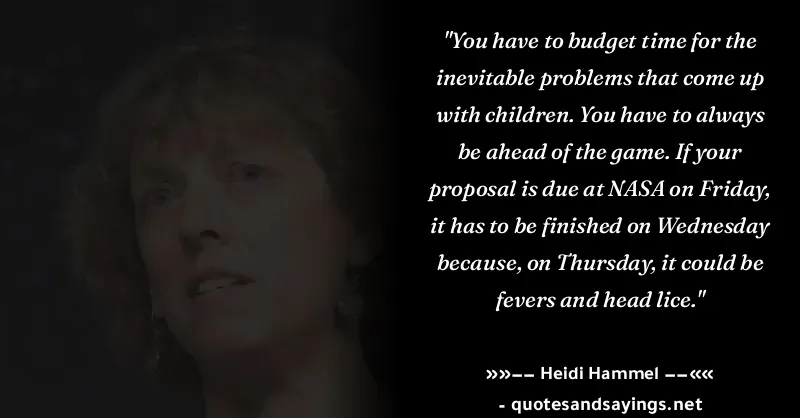 "You have to budget time for the
inevitable problems that come up
with children. You have to always
be ahead of the game. If your
proposal is due at NASA on Friday,
it has to be finished on Wednesday
because, on Thursday, it could be
fevers and head lice."
»»−− Heidi Hammel −−««
- quotesandsayings.net